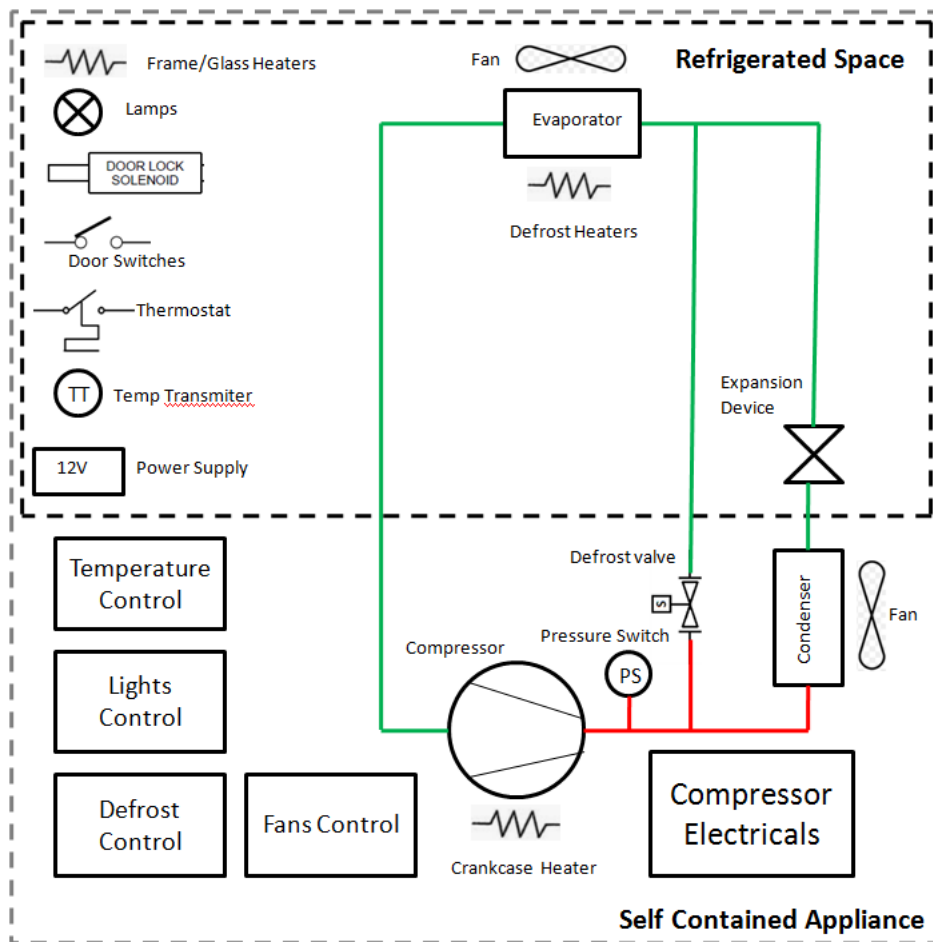 Refrigerated Space
Frame/Glass Heaters
Fan
Lamps
Evaporator
DOOR LOCK
SOLENOID
Defrost Heaters
Door Switches
Thermostat
TT
Temp Transmiter
Expansion
Device
12V
Power Supply
Temperature
Control
Defrost valve
S
Condenser
Fan
Pressure Switch
Compressor
PS
Lights
Control
Defrost
Control
Fans Control
Compressor
Electricals
Crankcase Heater
Self Contained Appliance